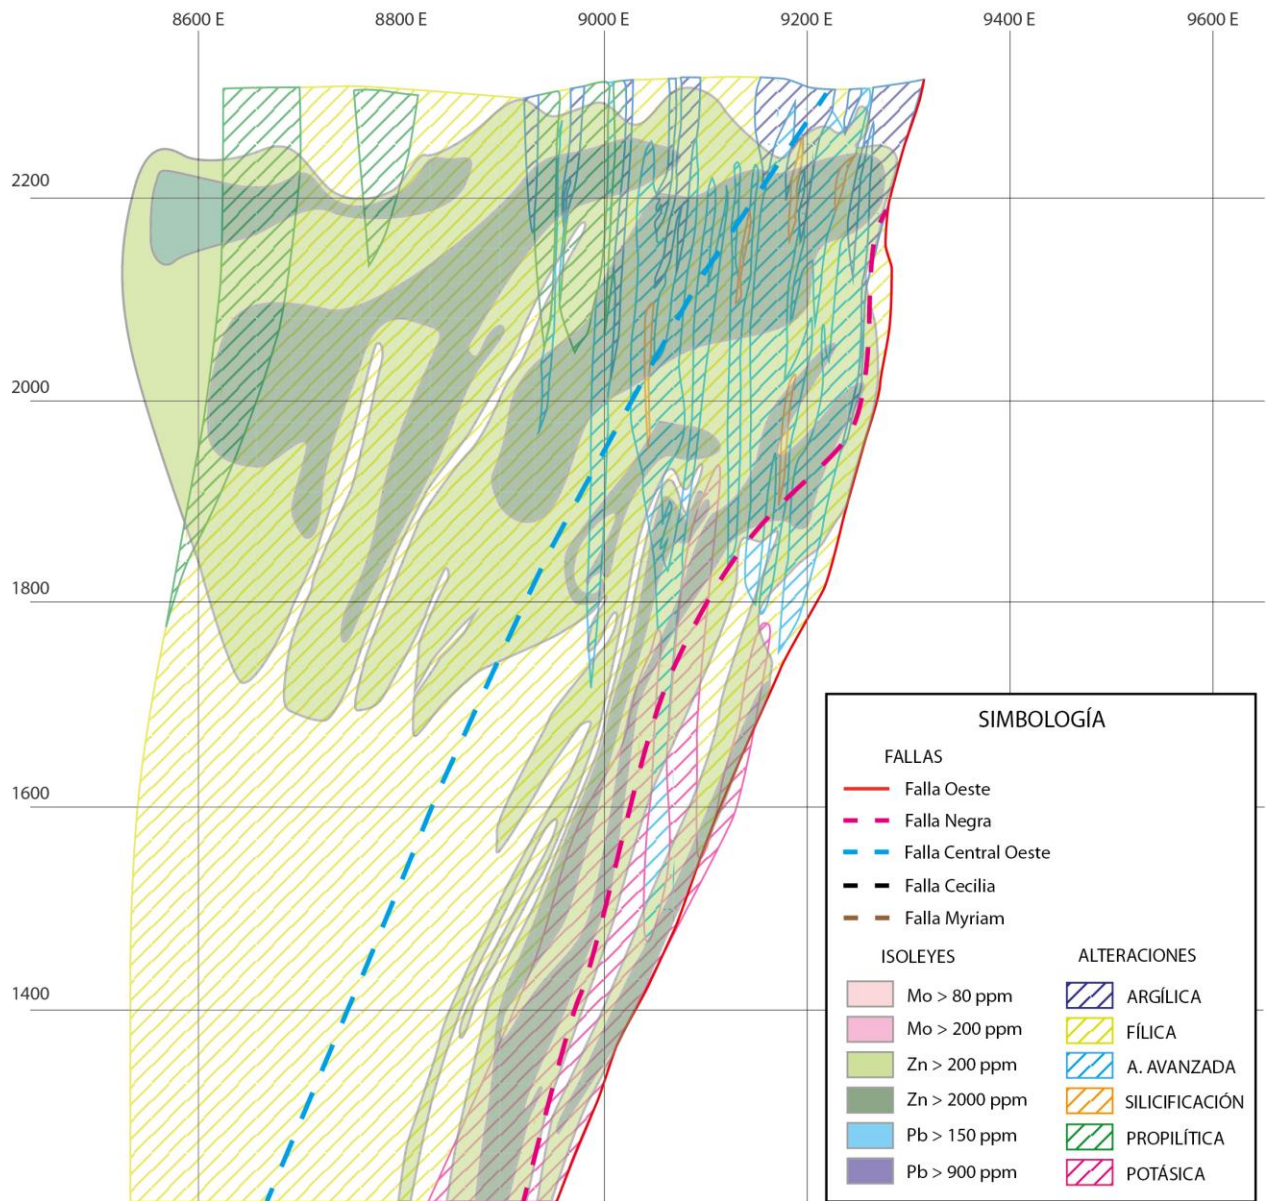 8600 E 8800 E 9000 E 9200 E 9400 E 9600 E
2200
2000
1800
1600
1400
SIMBOLOGÍA
FALLAS
Falla Oeste
Falla Negra
Falla Central Oeste
Falla Cecilia
Falla Myriam
ISOLEYES
Mo > 80 ppm
Mo > 200 ppm
Zn > 200 ppm
Zn > 2000 ppm
Pb > 150 ppm
Pb > 900 ppm
ALTERACIONES
ARGÍLICA
FÍLICA
A. AVANZADA
SILICIFICACIÓN
PROPILÍTICA
POTÁSICA